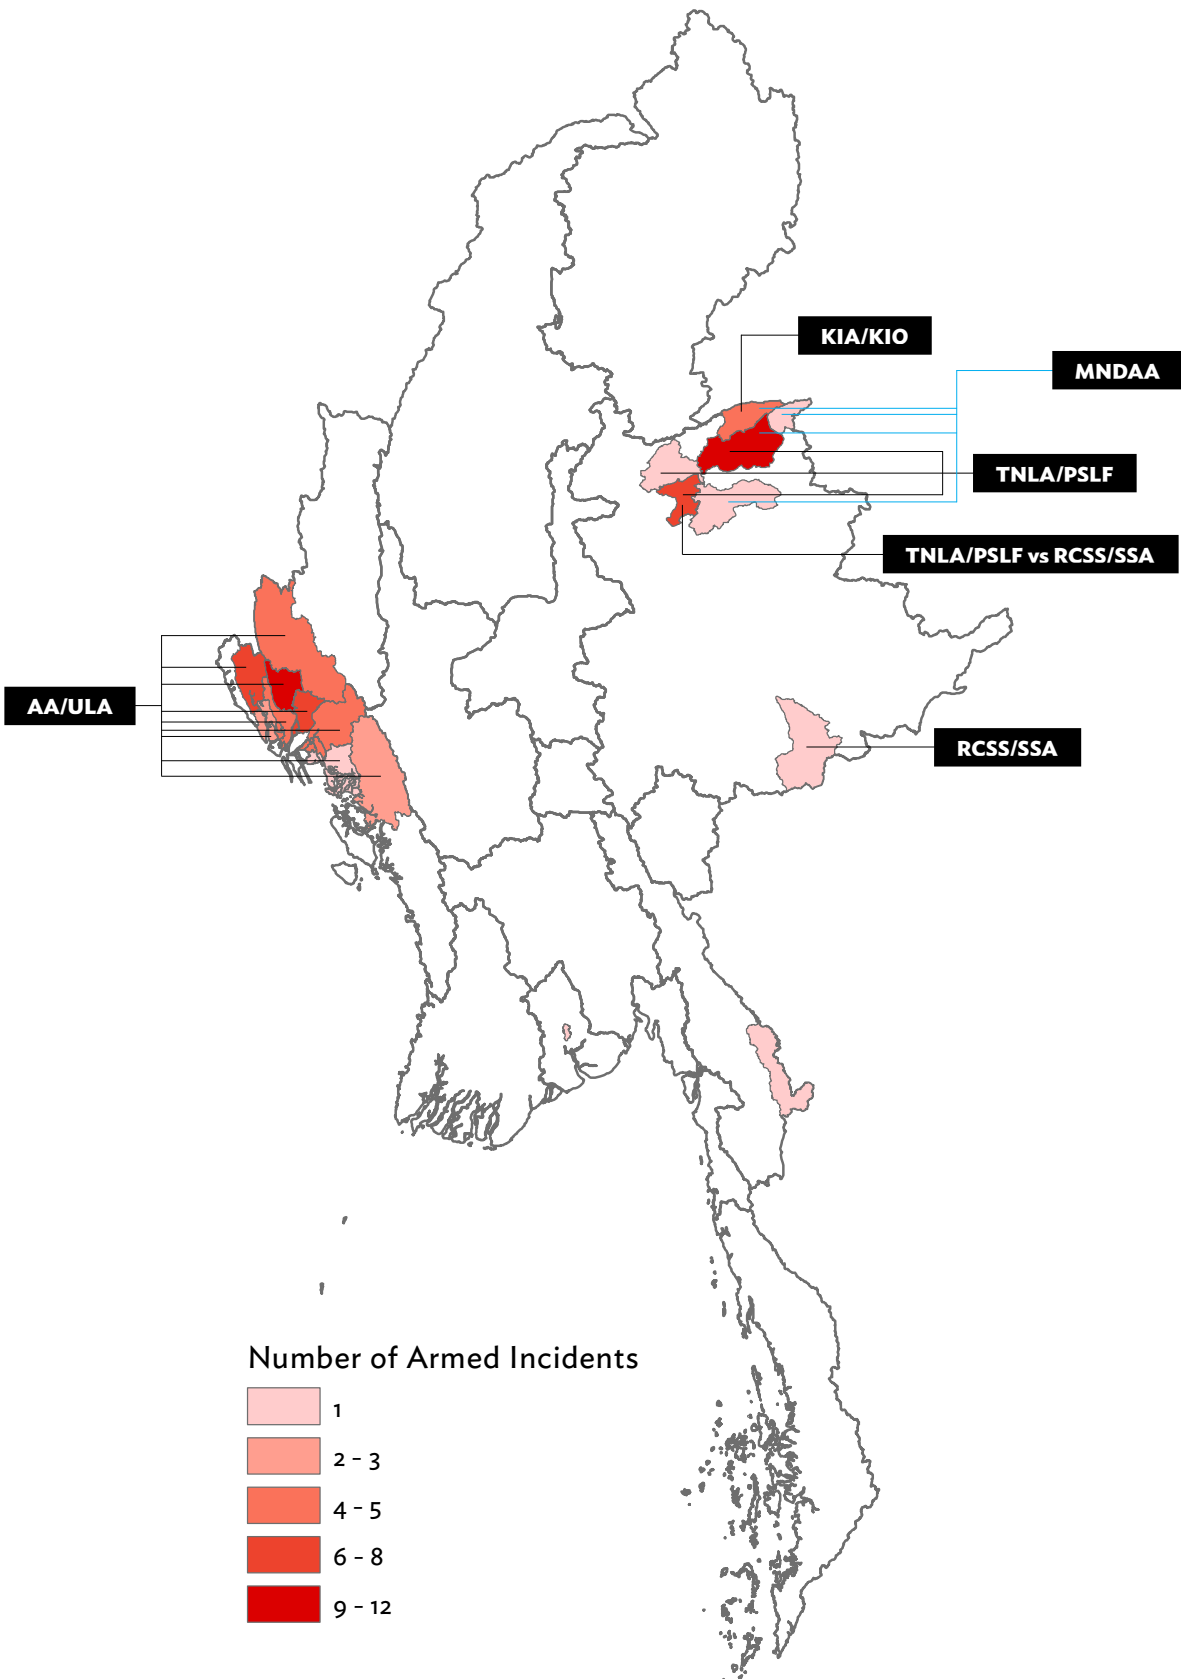 KIA/KIO
MNDAA
TNLA/PSLF
TNLA/PSLF vs RCSS/SSA
AA/ULA
RCSS/SSA
Number of Armed Incidents
1
2 - 3
4 - 5
6 - 8
9 - 12